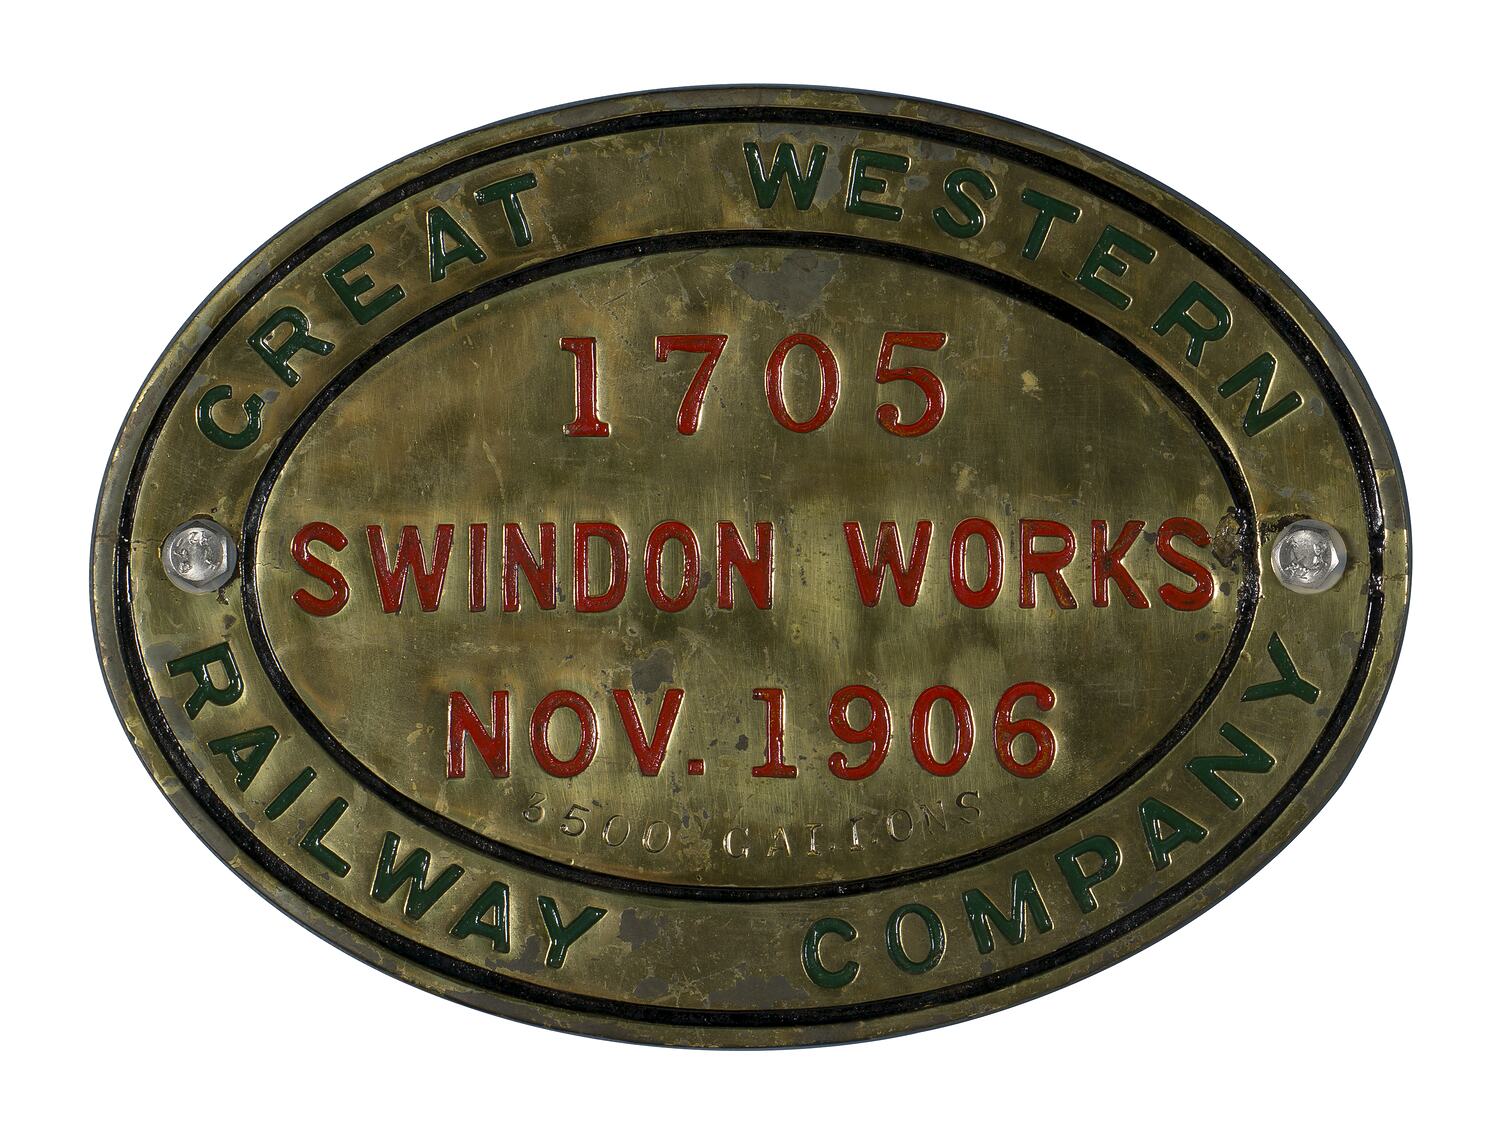 GREAT WESTERN
1705
SWINDON WORKS
NOV. 1906
3500 GALLONS
RAILWAY COMPANY